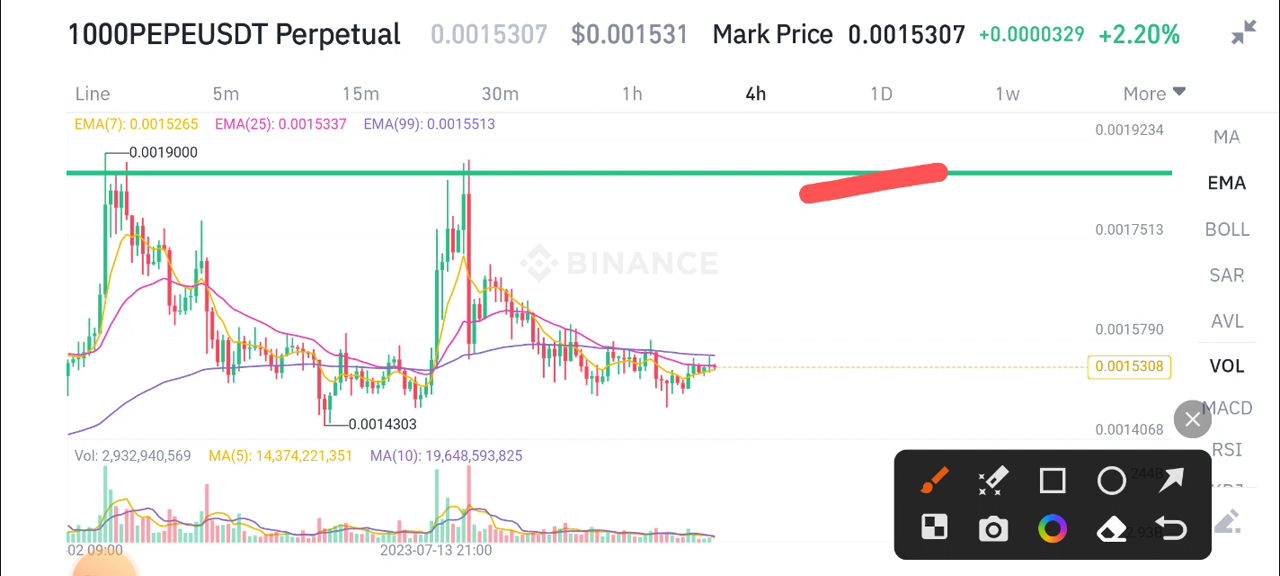 1000PEPEUSDT Perpetual 0.0015307 $0.001531 Mark Price 0.0015307 +0.0000329 +2.20%
Line 5m 15m 30m 1h 4h 1D 1w More
EMA(7): 0.0015265 EMA(25): 0.0015337 EMA(99): 0.0015513
0.0019234
MA
0.0019000
EMA
0.0017513
BOLL
BINANCE
SAR
AVL
0.0015790
0.0015308
VOL
MACD
0.0014303
0.0014068
RSI
Vol: 2,932,940,569 MA(5): 14,374,221,351 MA(10): 19,648,593,825
02 09:00
2023-07-13 21:00